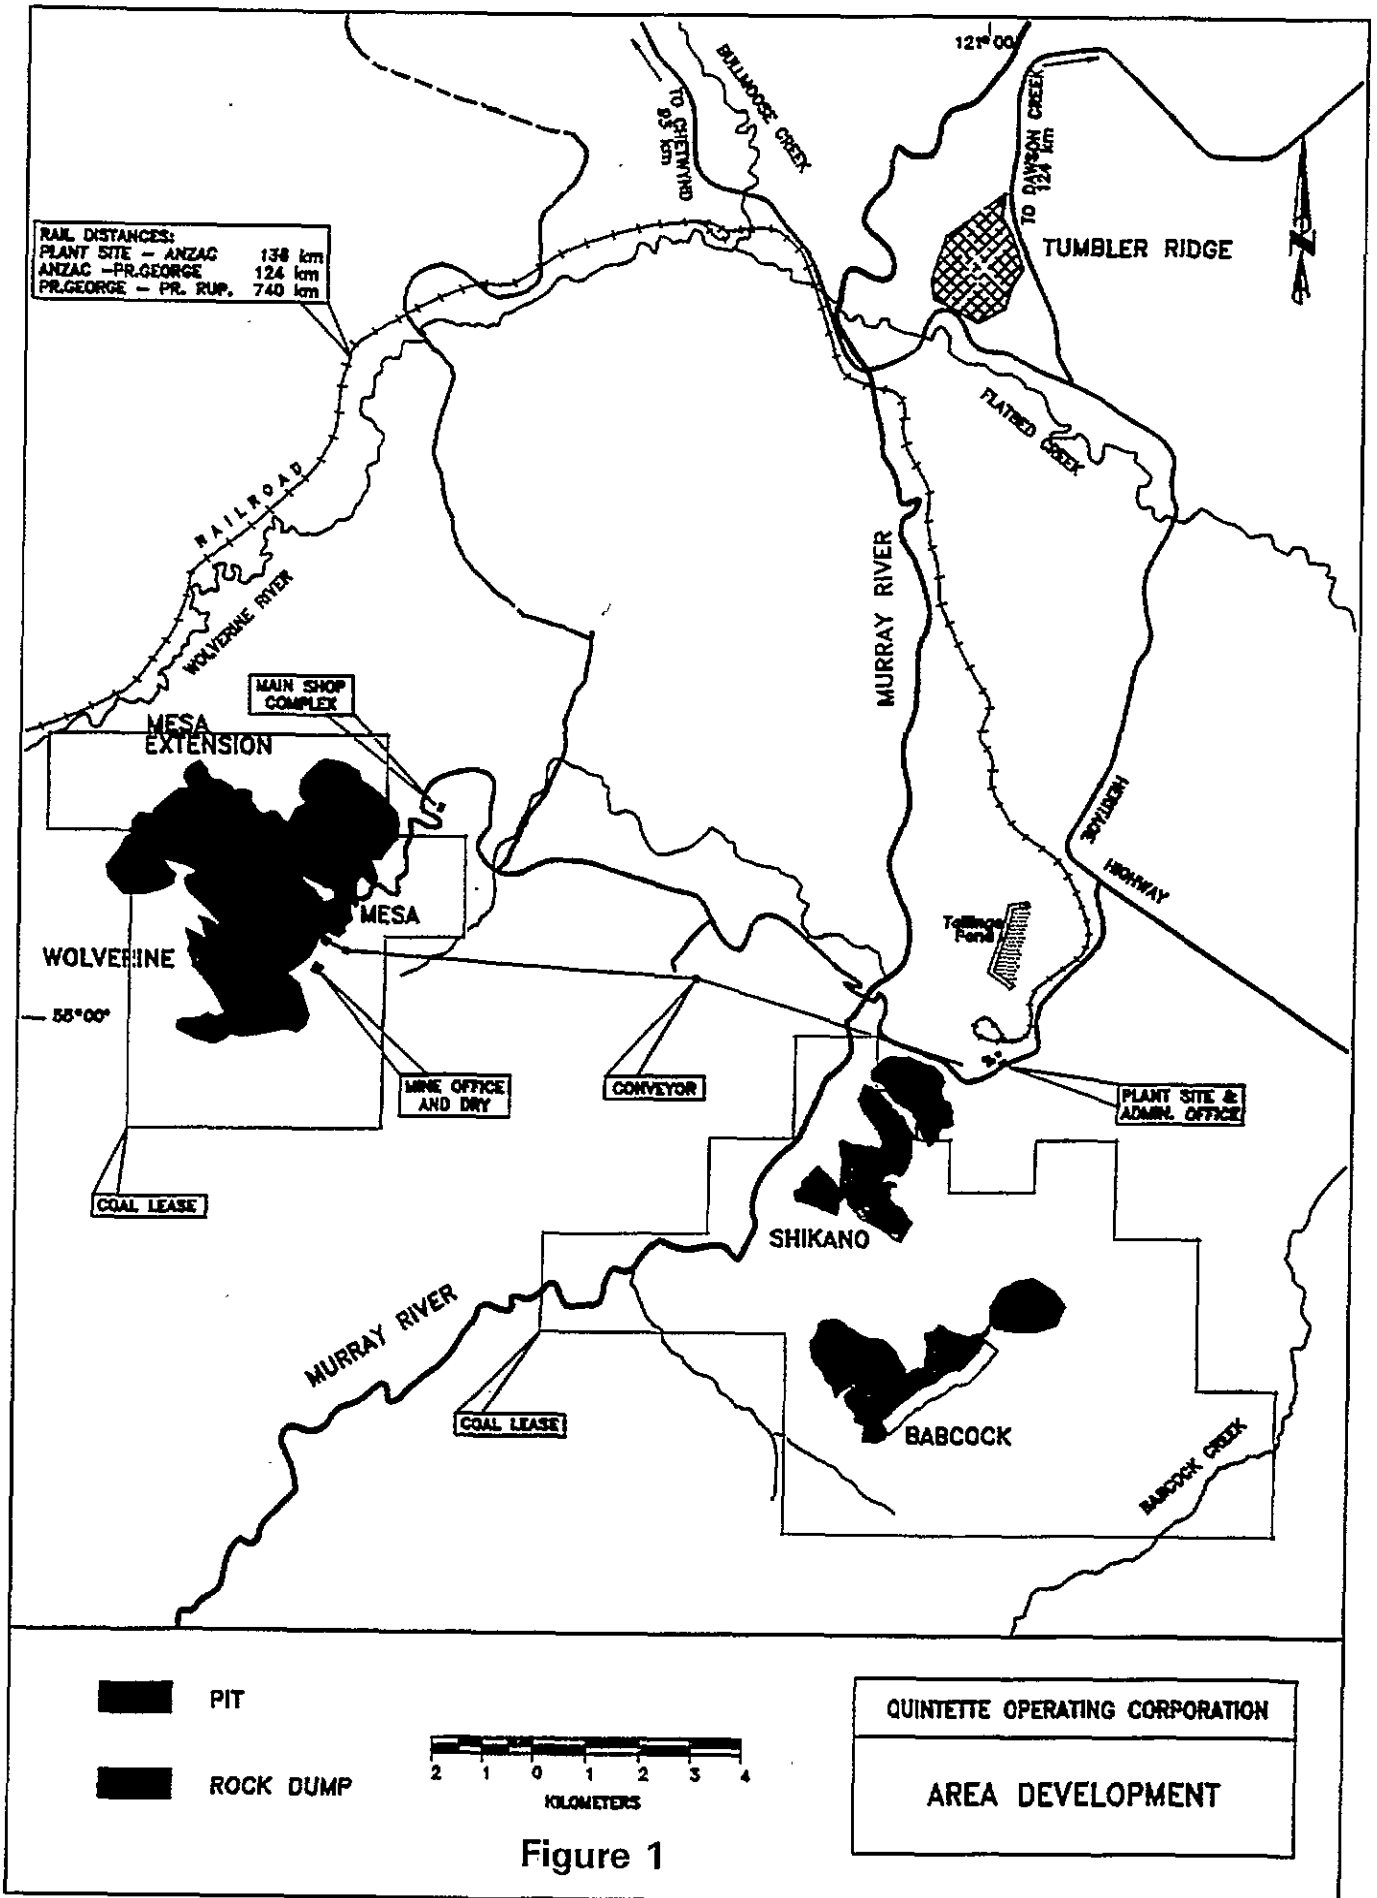 121°00'
BULLMOOSE CREEK
TO CHETWYND
93 km
TO DAWSON CREEK
124 km
N
TUMBLER RIDGE
RAIL DISTANCES:
PLANT SITE - ANZAC 138 km
ANZAC -PR.GEORGE 124 km
PR.GEORGE - PR. RUP. 740 km
FLATBED CREEK
RAILROAD
WOLVERINE RIVER
MURRAY RIVER
MAIN SHOP
COMPLEX
MESA
EXTENSION
HERITAGE
HIGHWAY
MESA
Tailings
Pond
WOLVERINE
55°00'
MINE OFFICE
AND DRY
CONVEYOR
PLANT SITE &
ADMIN. OFFICE
COAL LEASE
SHIKANO
MURRAY RIVER
COAL LEASE
BABCOCK
BABCOCK CREEK
PIT
ROCK DUMP
2 1 0 1 2 3 4
KILOMETERS
QUINTETTE OPERATING CORPORATION
AREA DEVELOPMENT
Figure 1